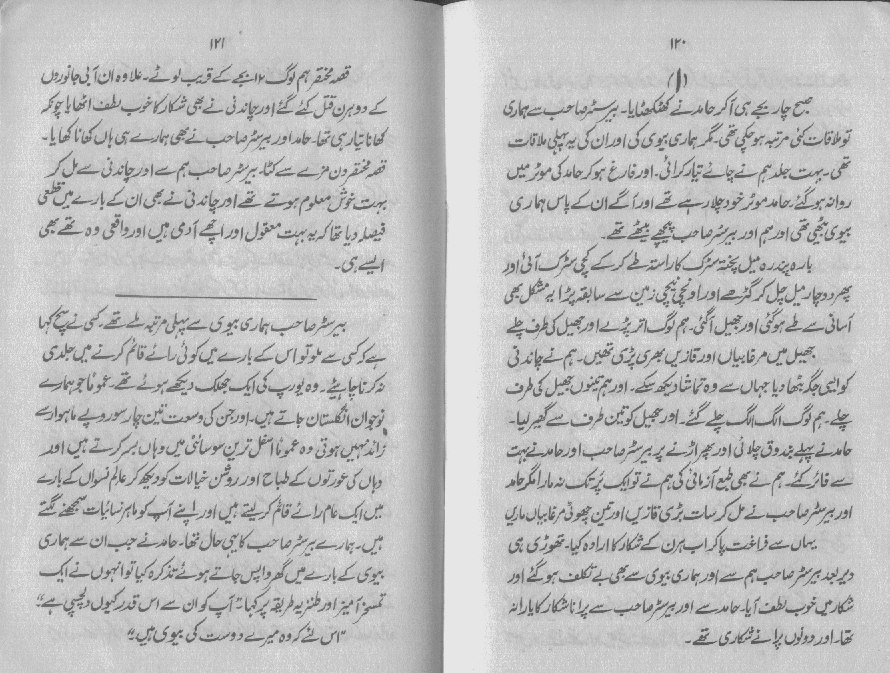 ۱۲۰
(۱)
صبح چار بجے ہی آ کر حامد نے کھٹکھٹایا۔ بیرسٹر صاحب سے ہماری
تو ملاقات کئی مرتبہ ہو چکی تھی۔ مگر ہماری بیوی کی اور ان کی یہ پہلی ملاقات
تھی۔ بہت جلد ہم نے چائے تیار کرائی۔ اور فارغ ہو کر حامد کی موٹر میں
روانہ ہو گئے۔ حامد موٹر خود چلا رہے تھے اور آگے ان کے پاس ہماری
بیوی بیٹھی تھی اور ہم اور بیرسٹر صاحب پیچھے بیٹھے تھے۔
بارہ پندرہ میل پختہ سڑک کا راستہ طے کر کے کچی سڑک آئی اور
پھر دو چار میل چل کر گڑھے اور اونچی نیچی زمین سے سابقہ پڑا یہ مشکل بھی
آسانی سے طے ہو گئی اور جھیل آ گئی۔ ہم لوگ اتر پڑے اور جھیل کی طرف چلے
جھیل میں مرغابیاں اور قازیں بھری پڑی تھیں۔ ہم نے چاندنی
کو ایسی جگہ بٹھا دیا جہاں سے وہ تماشا دیکھ سکے۔ اور ہم تینوں جھیل کی طرف
چلے۔ ہم لوگ الگ الگ چلے گئے۔ اور جھیل کو تین طرف سے گھیر لیا۔
حامد نے پہلے بندوق چلائی اور پھر اڑنے پر بیرسٹر صاحب اور حامد نے بہت
سے فائر کئے۔ ہم نے بھی طبع آزمائی کی ہم نے تو ایک پَر تک نہ مارا مگر حامد
اور بیرسٹر صاحب نے مل کر سات بڑی قازیں اور تین چھوٹی مرغابیاں ماریں
یہاں سے فراغت پا کر اب ہرن کے شکار کا ارادہ کیا۔ تھوڑی ہی
دیر بعد بیرسٹر صاحب ہم سے اور ہماری بیوی سے بھی بے تکلف ہو گئے اور
شکار میں خوب لطف آیا۔ حامد سے اور بیرسٹر صاحب سے پرانا شکار کا یارانہ
تھا۔ اور دونوں پرانے شکاری تھے۔
۱۲۱
قصہ مختصر ہم لوگ ۱۲ بجے کے قریب لوٹے۔ علاوہ ان آبی جانوروں
کے دو ہرن قتل کئے گئے اور چاندنی نے بھی شکار کا خوب لطف اٹھایا چونکہ
کھانا تیار ہی تھا۔ حامد اور بیرسٹر صاحب نے بھی ہمارے ہی ہاں کھانا کھایا۔
قصہ مختصر دن مزے سے کٹا۔ بیرسٹر صاحب ہم سے اور چاندنی سے مل کر
بہت خوش معلوم ہوتے تھے اور چاندنی نے بھی ان کے بارے میں قطعی
فیصلہ دیا تھا کہ یہ بہت معقول اور اچھے آدمی ہیں اور واقعی وہ تھے بھی
ایسے ہی۔
بیرسٹر صاحب ہماری بیوی سے پہلی مرتبہ ملے تھے۔ کسی نے سچ کہا
ہے کہ کسی سے ملو تو اس کے بارے میں کوئی رائے قائم کرنے میں جلدی
نہ کرنا چاہیئے۔ وہ یورپ کی ایک جھلک دیکھے ہوئے تھے۔ عموماً جو ہمارے
نوجوان انگلستان جاتے ہیں۔ اور جن کی وسعت تین چار سو روپے ماہوار سے
زائد نہیں ہوتی وہ عموماً اسفل ترین سوسائٹی میں وہاں بسر کرتے ہیں اور
وہاں کی عورتوں کے طباح اور روشن خیالات کو دیکھ کر عالم نسواں کے بارے
میں ایک عام رائے قائم کر لیتے ہیں اور اپنے آپ کو ماہر نسائیات سمجھنے لگتے
ہیں۔ ہمارے بیرسٹر صاحب کا یہی حال تھا۔ حامد نے جب ان سے ہماری
بیوی کے بارے میں گھر واپس جاتے ہوئے تذکرہ کیا تو انہوں نے ایک
تمسخر آمیز اور طنزیہ طریقہ پر کہا "آپ کو ان سے اس قدر کیوں دلچسپی ہے"
"اس لئے کہ وہ میرے دوست کی بیوی ہیں۔"